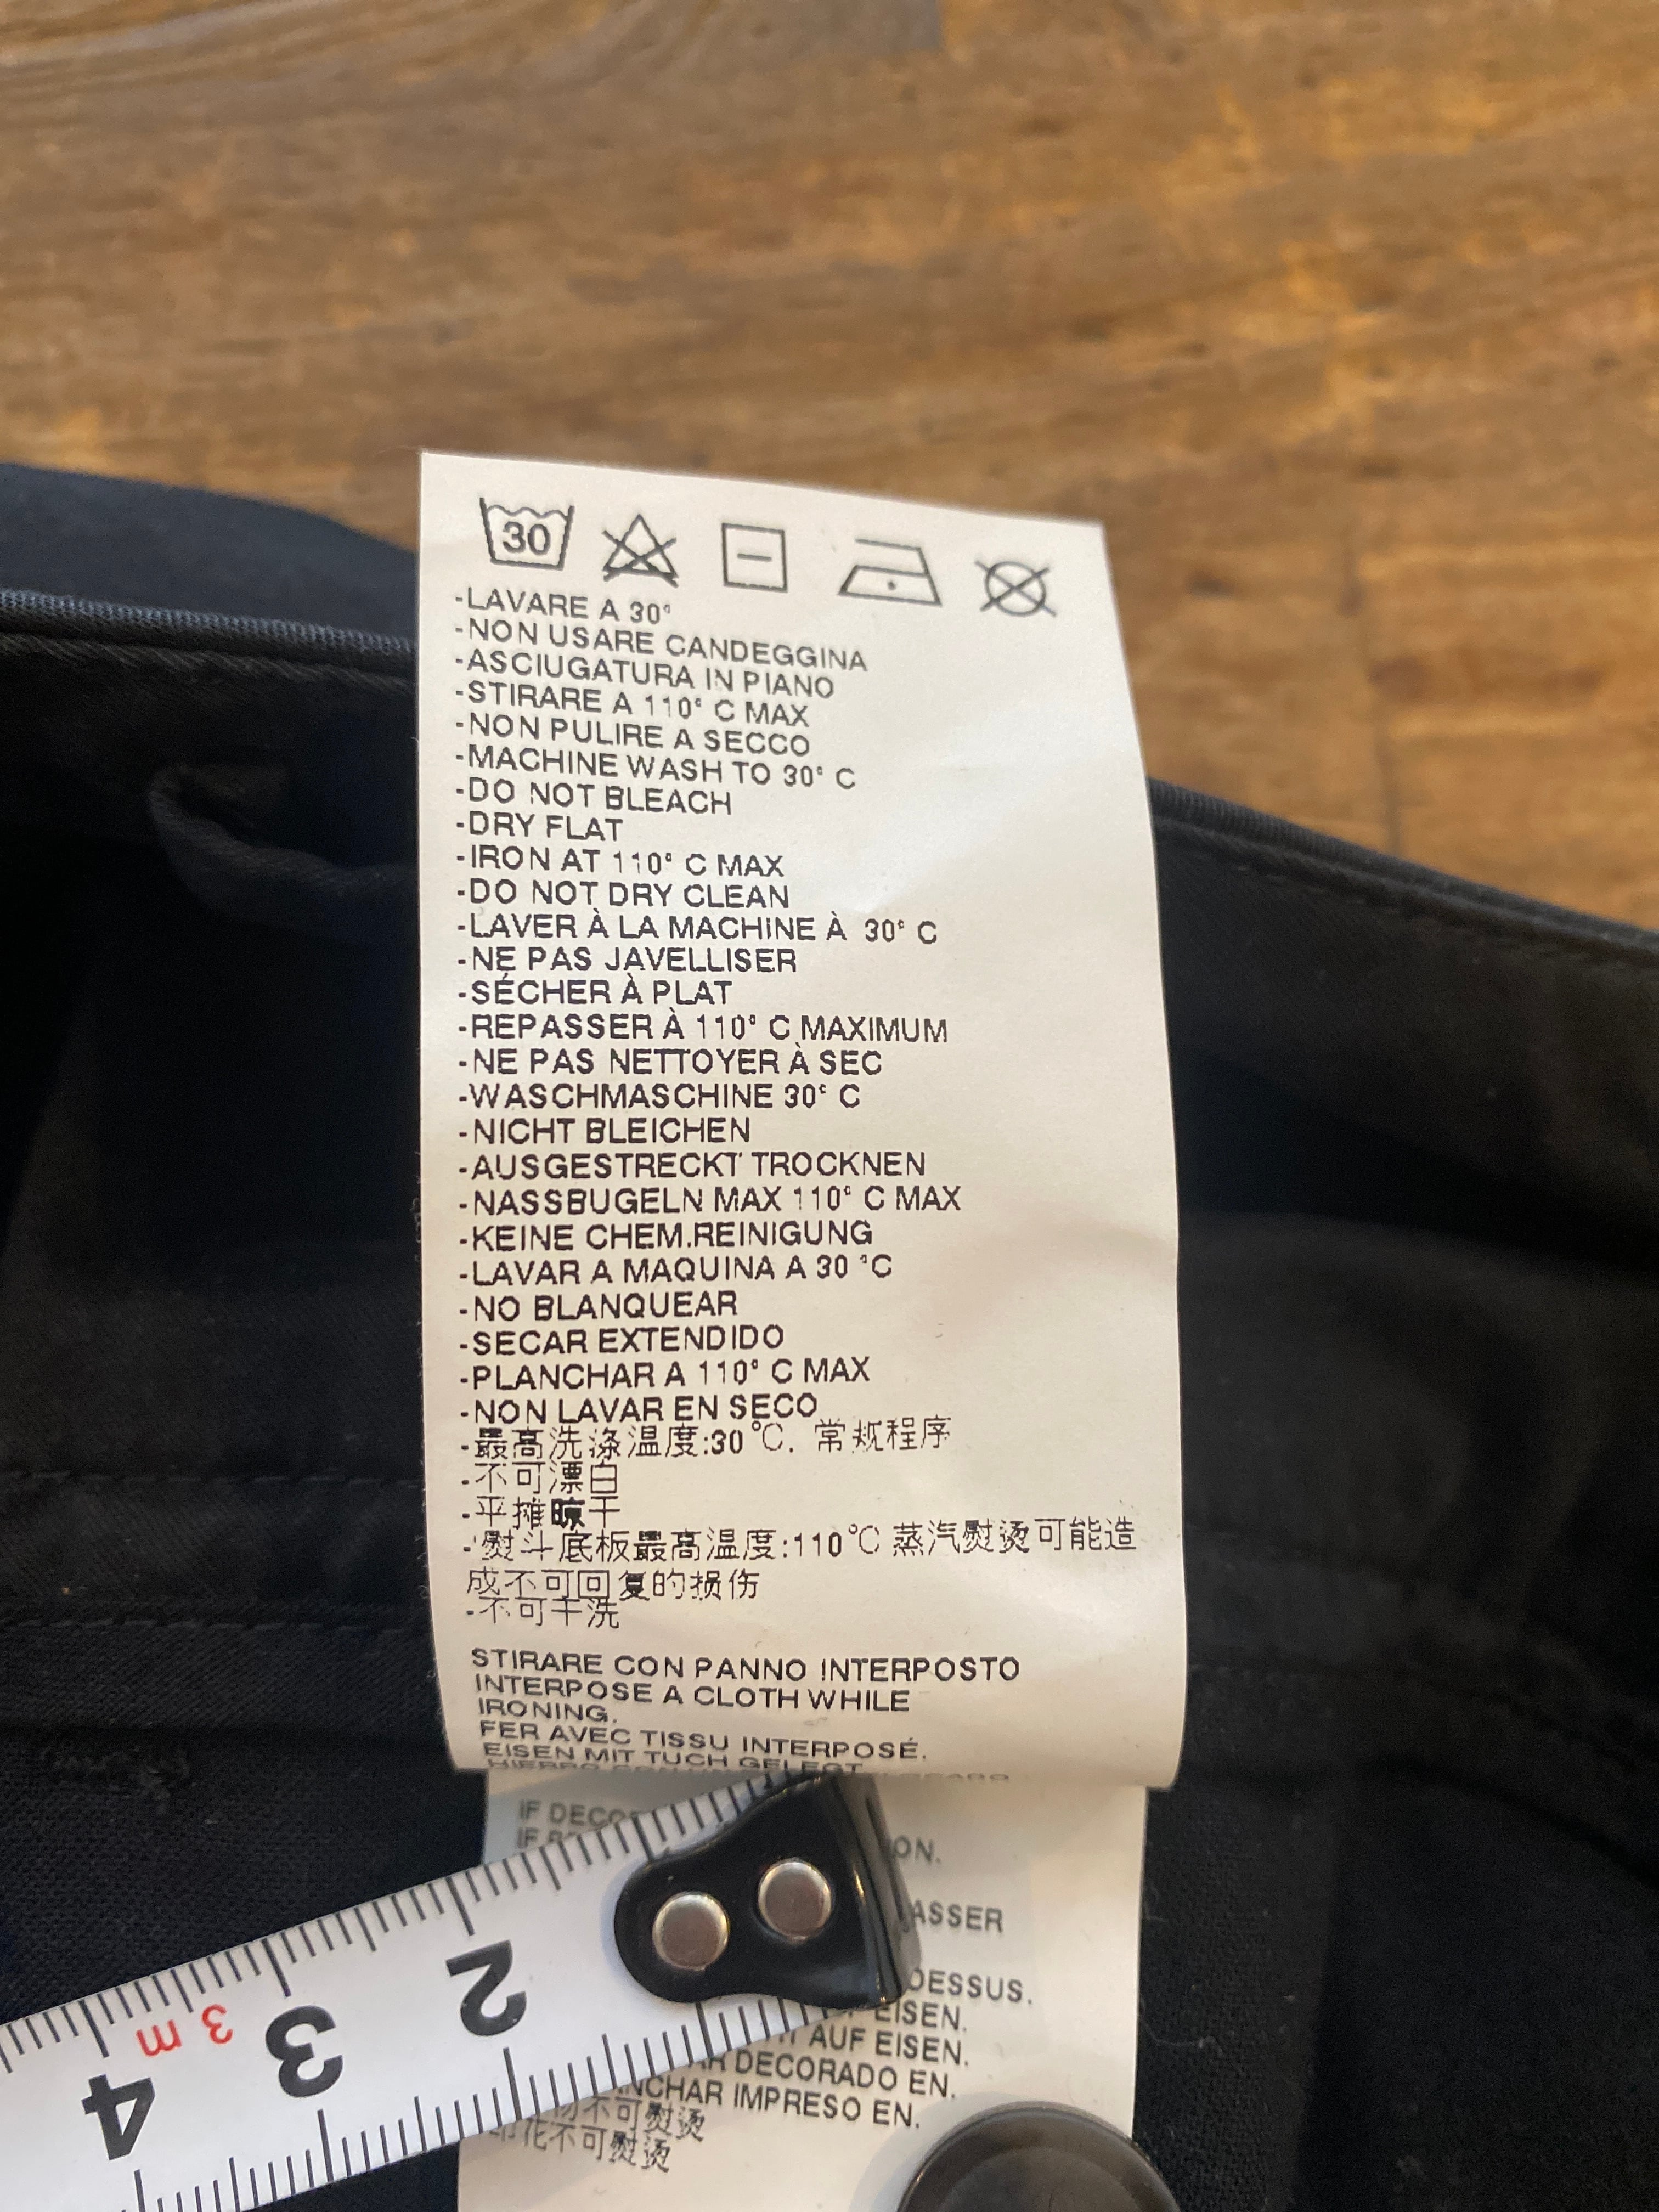 30
-LAVARE A 30°
-NON USARE CANDEGGINA
-ASCIUGATURA IN PIANO
-STIRARE A 110° C MAX
-NON PULIRE A SECCO
-MACHINE WASH TO 30° C
-DO NOT BLEACH
-DRY FLAT
-IRON AT 110° C MAX
-DO NOT DRY CLEAN
-LAVER À LA MACHINE À 30° C
-NE PAS JAVELLISER
-SÉCHER À PLAT
-REPASSER À 110° C MAXIMUM
-NE PAS NETTOYER À SEC
-WASCHMASCHINE 30° C
-NICHT BLEICHEN
-AUSGESTRECKT TROCKNEN
-NASSBUGELN MAX 110° C MAX
-KEINE CHEM.REINIGUNG
-LAVAR A MAQUINA A 30 °C
-NO BLANQUEAR
-SECAR EXTENDIDO
-PLANCHAR A 110° C MAX
-NON LAVAR EN SECO
-最高洗涤温度:30℃. 常规程序
-不可漂白
-平摊晾干
-熨斗底板最高温度:110℃ 蒸汽熨烫可能造
成不可回复的损伤
-不可干洗
STIRARE CON PANNO INTERPOSTO
INTERPOSE A CLOTH WHILE
IRONING.
FER AVEC TISSU INTERPOSÉ.
EISEN MIT TUCH GELEGT
HIERRO
IF
IF
ON.
ASSER
DESSUS.
EISEN.
AUF EISEN.
DECORADO EN.
IMPRESO EN.
不可熨烫
印花不可熨烫
2
3
3 m
4